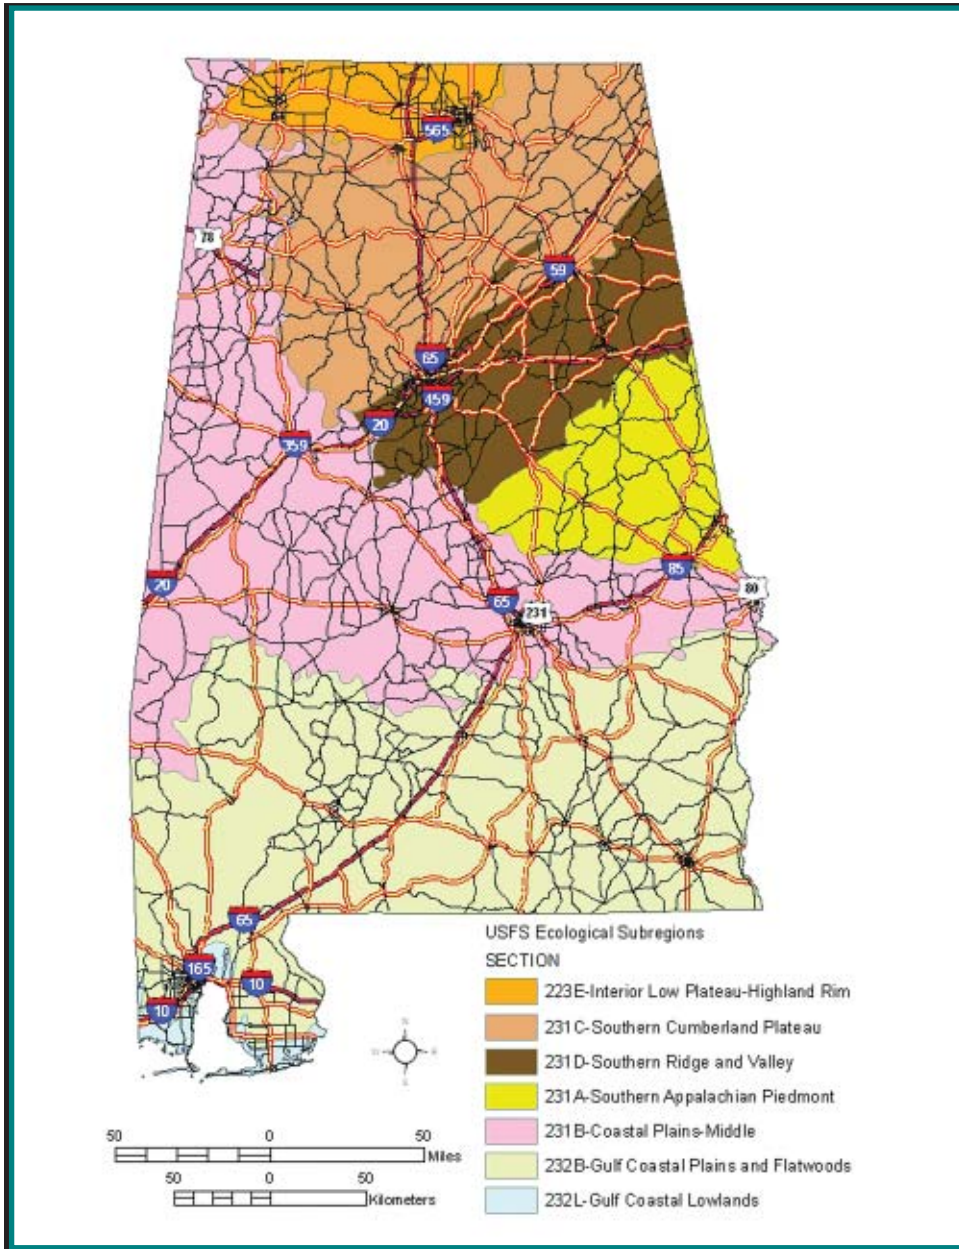 565
78
59
65
459
20
359
85
20
80
65
231
65
165
10
10
USFS Ecological Subregions
SECTION
223E-Interior Low Plateau-Highland Rim
231C-Southern Cumberland Plateau
231D-Southern Ridge and Valley
231A-Southern Appalachian Piedmont
231B-Coastal Plains-Middle
232B-Gulf Coastal Plains and Flatwoods
232L-Gulf Coastal Lowlands
N
W E
S
50 0 50
Miles
50 0 50
Kilometers